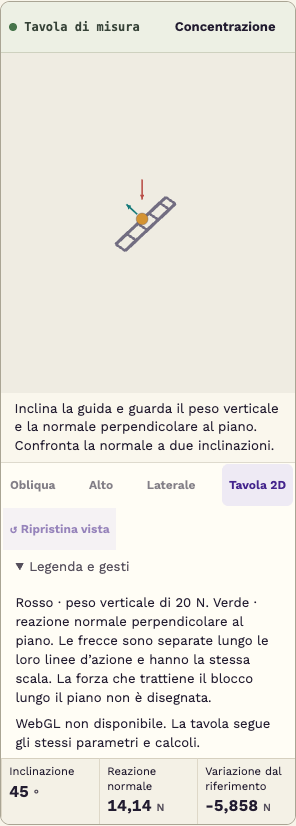 Tavola di misura
Concentrazione
Inclina la guida e guarda il peso verticale
e la normale perpendicolare al piano.
Confronta la normale a due inclinazioni.
Obliqua
Alto
Laterale
Tavola 2D
↺ Ripristina vista
▼ Legenda e gesti
Rosso · peso verticale di 20 N. Verde ·
reazione normale perpendicolare al
piano. Le frecce sono separate lungo le
loro linee d’azione e hanno la stessa
scala. La forza che trattiene il blocco
lungo il piano non è disegnata.
WebGL non disponibile. La tavola segue
gli stessi parametri e calcoli.
Inclinazione
45 °
Reazione
normale
14,14 N
Variazione dal
riferimento
-5,858 N